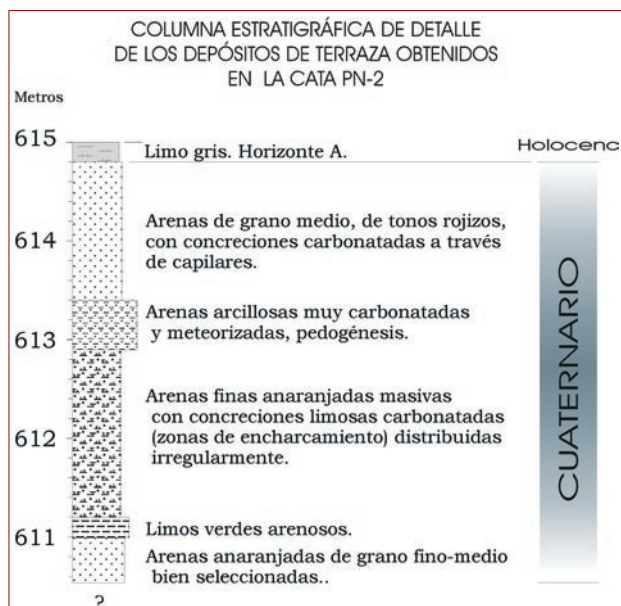 COLUMNA ESTRATIGRÁFICA DE DETALLE
DE LOS DEPÓSITOS DE TERRAZA OBTENIDOS
EN LA CATA PN-2
Metros
615
Limo gris. Horizonte A.
Holocenc
614
Arenas de grano medio, de tonos rojizos,
con concreciones carbonatadas a través
de capilares.
613
Arenas arcillosas muy carbonatadas
y meteorizadas, pedogénesis.
612
Arenas finas anaranjadas masivas
con concreciones limosas carbonatadas
(zonas de encharcamiento) distribuidas
irregularmente.
611
Limos verdes arenosos.
Arenas anaranjadas de grano fino-medio
bien seleccionadas..
?
CUATERNARIO